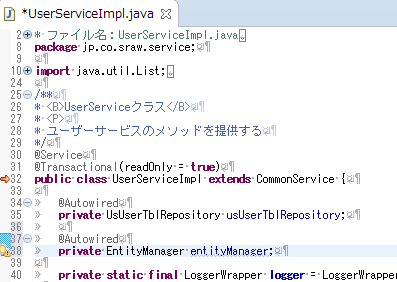 *UserServiceImpl.java
2 * ファイル名：UserServiceImpl.java
8 package jp.co.sraw.service;
9
10 import java.util.List;
24
25 /**
26 * <B>UserServiceクラス</B>
27 * <P>
28 * ユーザーサービスのメソッドを提供する
29 */
30 @Service
31 @Transactional(readOnly = true)
32 public class UserServiceImpl extends CommonService {
33
34 @Autowired
35 private UsUserTblRepository usUserTblRepository;
36
37 @Autowired
38 private EntityManager entityManager;
39
40 private static final LoggerWrapper logger = LoggerWrapp